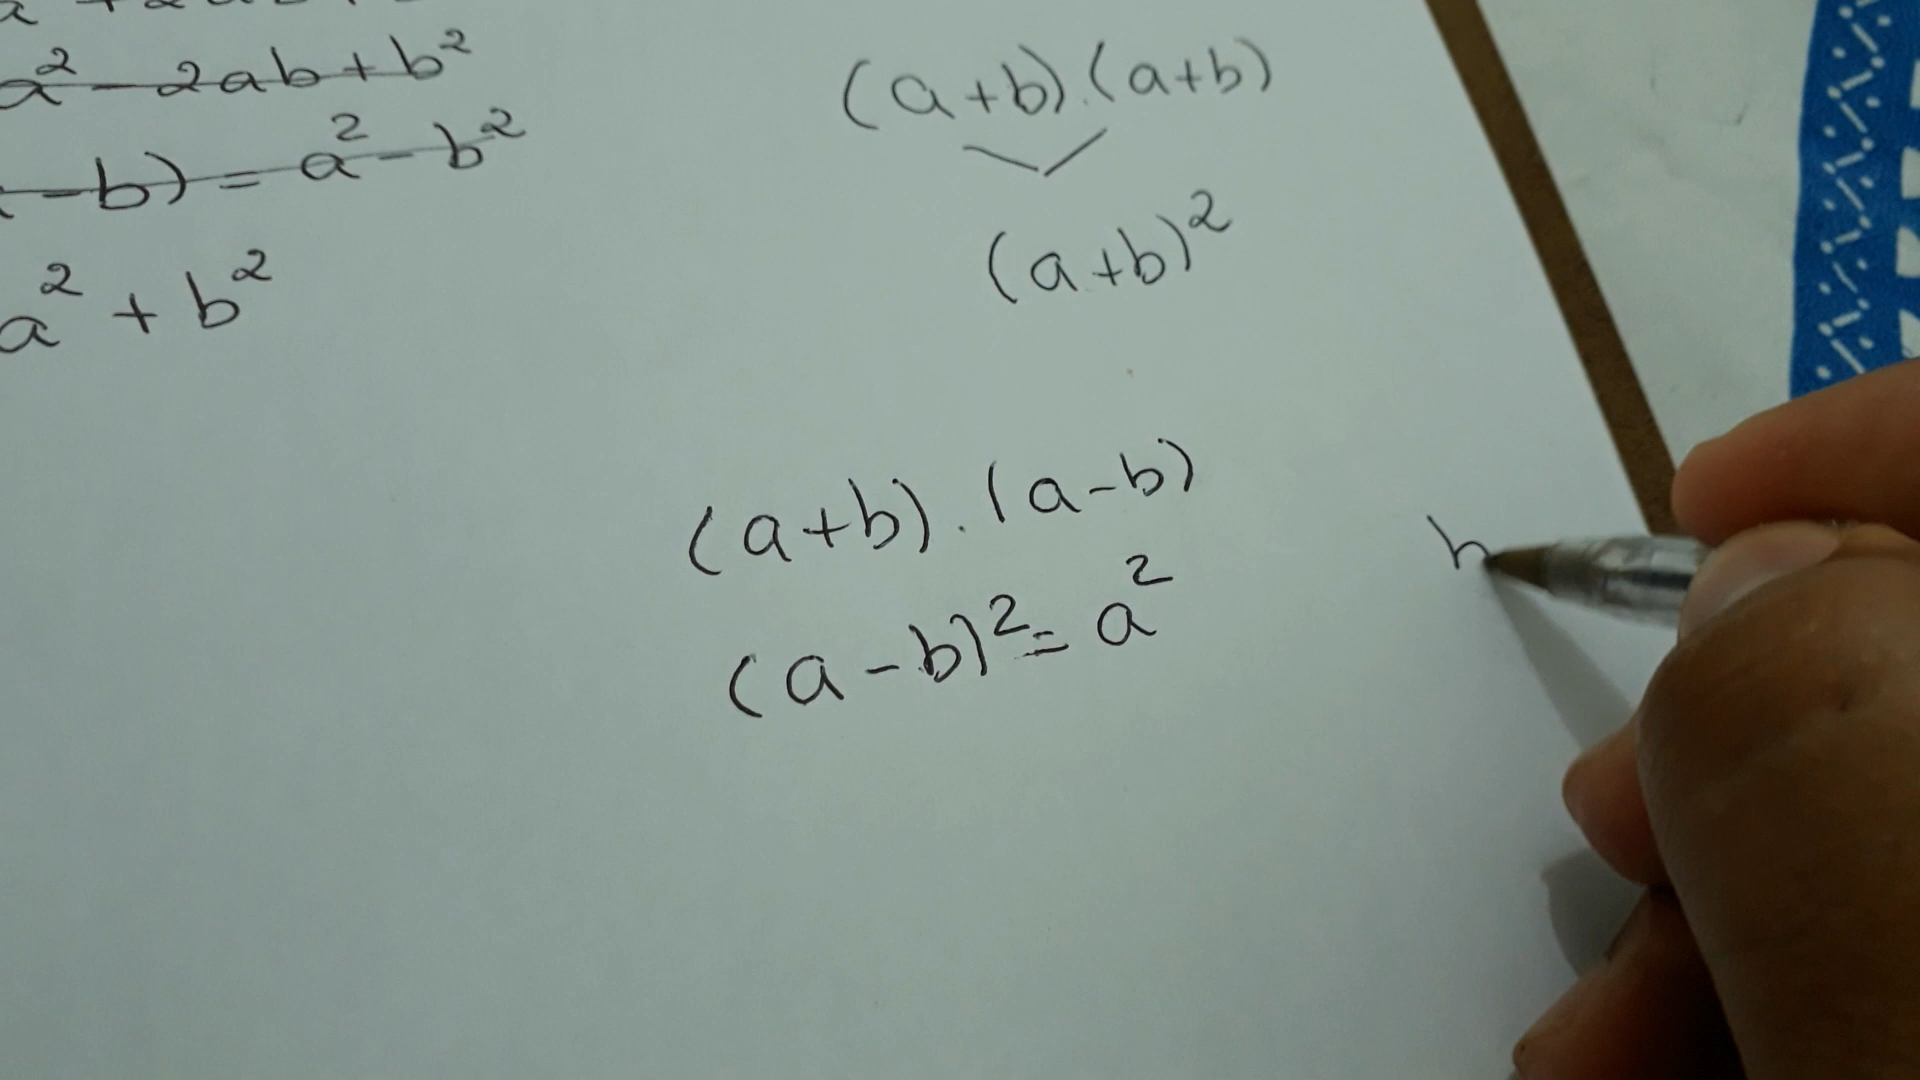 a² - 2ab + b²
- b) = a² - b²
a² + b²
(a+b).(a+b)
(a+b)²
(a+b).(a-b)
(a-b)² = a²